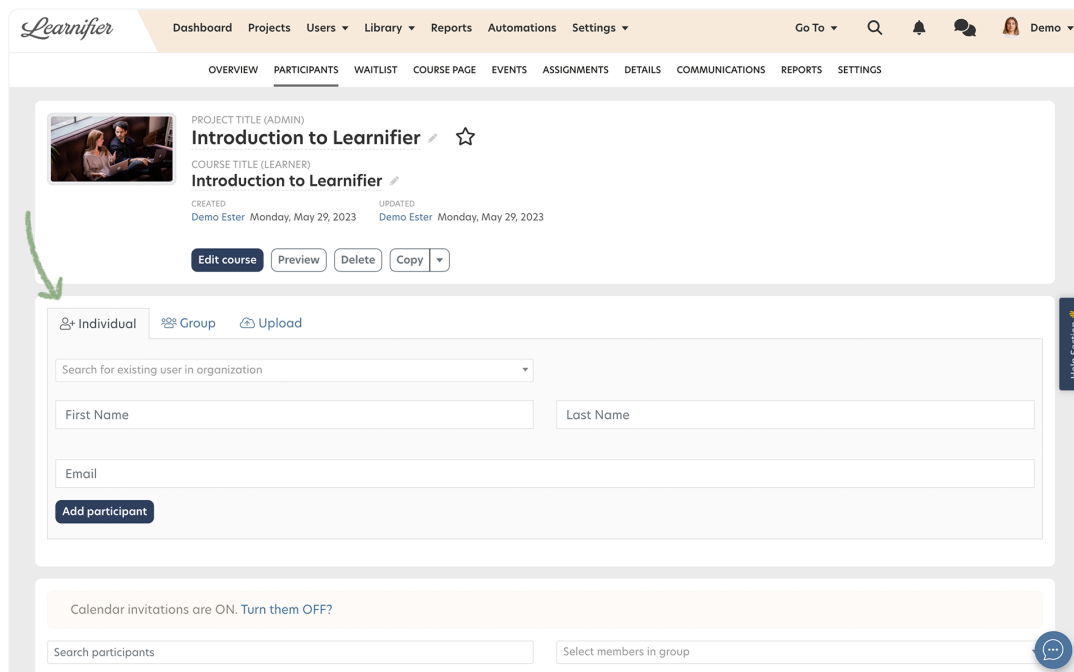 Learnifier Dashboard Projects Users Library Reports Automations Settings Go To Demo
OVERVIEW PARTICIPANTS WAITLIST COURSE PAGE EVENTS ASSIGNMENTS DETAILS COMMUNICATIONS REPORTS SETTINGS
PROJECT TITLE (ADMIN)
Introduction to Learnifier
COURSE TITLE (LEARNER)
Introduction to Learnifier
CREATED UPDATED
Demo Ester Monday, May 29, 2023 Demo Ester Monday, May 29, 2023
Edit course Preview Delete Copy
Individual Group Upload
Search for existing user in organization
First Name Last Name
Email
Add participant
Calendar invitations are ON. Turn them OFF?
Search participants Select members in group